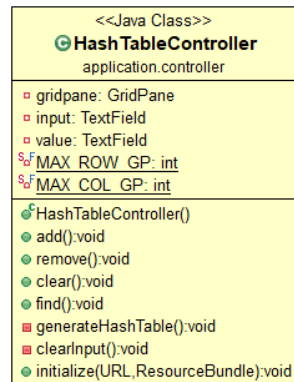 <<Java Class>>
HashTableController
application.controller
gridpane: GridPane
input: TextField
value: TextField
MAX_ROW_GP: int
MAX_COL_GP: int
HashTableController()
add():void
remove():void
clear():void
find():void
generateHashTable():void
clearInput():void
initialize(URL,ResourceBundle):void